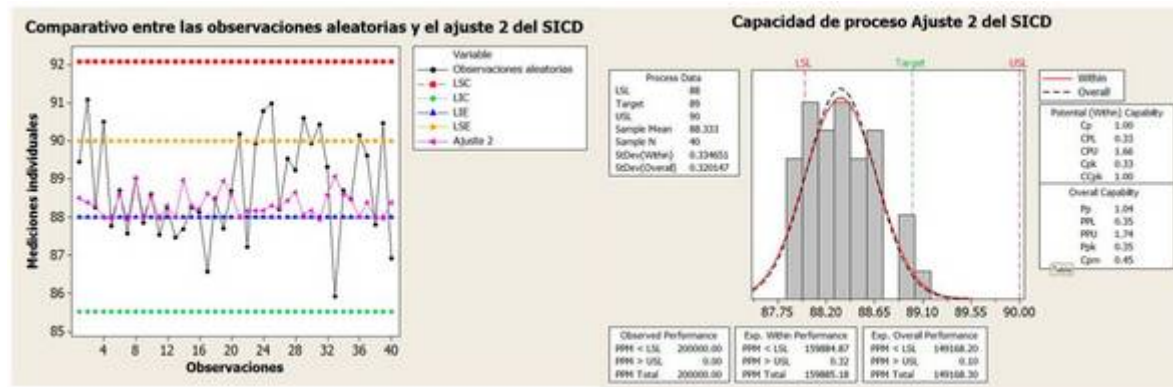 Comparativo entre las observaciones aleatorias y el ajuste 2 del SICD
92
91
90
89
88
87
86
85
Mediciones individuales
4 8 12 16 20 24 28 32 36 40
Observaciones
Variable
Observaciones aleatorias
LSC
LIC
LIE
LSE
Ajuste 2
Capacidad de proceso Ajuste 2 del SICD
LSL Target USL
Process Data
LSL 88
Target 89
USL 90
Sample Mean 88.333
Sample N 40
StDev(Within) 0.334651
StDev(Overall) 0.320147
Within
Overall
Potential (Within) Capability
Cp 1.00
CPL 0.33
CPU 1.66
Cpk 0.33
CCpk 1.00
Overall Capability
Pp 1.04
PPL 0.35
PPU 1.74
Ppk 0.35
Cpm 0.45
87.75 88.20 88.65 89.10 89.55 90.00
Observed Performance
PPM < LSL 200000.00
PPM > USL 0.00
PPM Total 200000.00
Exp. Within Performance
PPM < LSL 159884.87
PPM > USL 0.32
PPM Total 159885.18
Exp. Overall Performance
PPM < LSL 149168.20
PPM > USL 0.10
PPM Total 149168.30